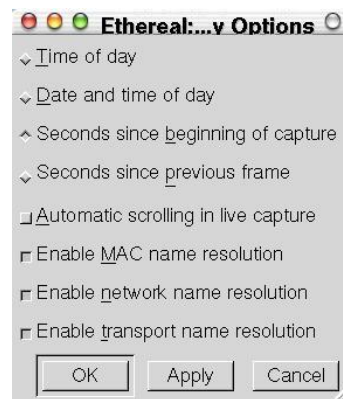 Ethereal:...y Options
Time of day
Date and time of day
Seconds since beginning of capture
Seconds since previous frame
Automatic scrolling in live capture
Enable MAC name resolution
Enable network name resolution
Enable transport name resolution
OK Apply Cancel